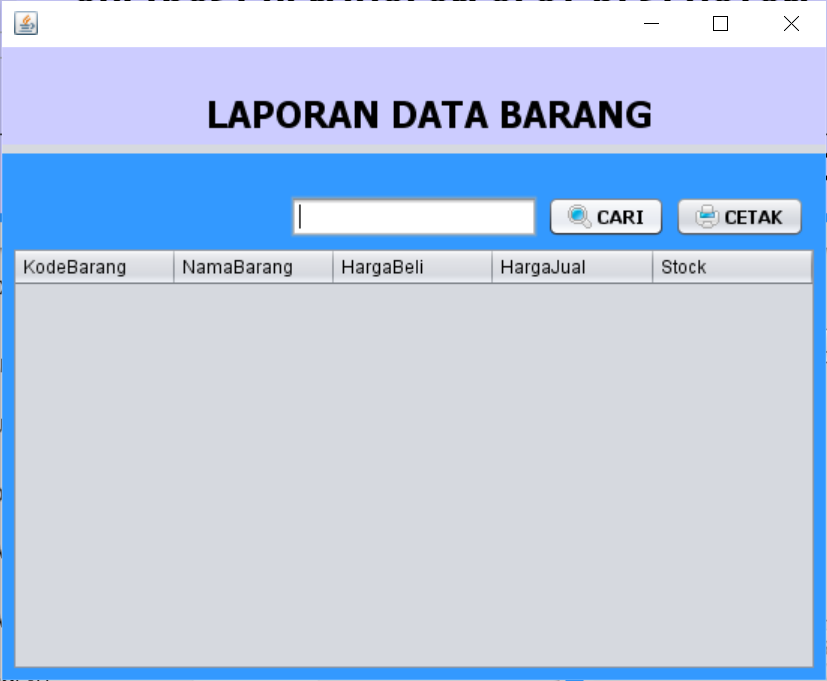 LAPORAN DATA BARANG
CARI CETAK
KodeBarang NamaBarang HargaBeli HargaJual Stock